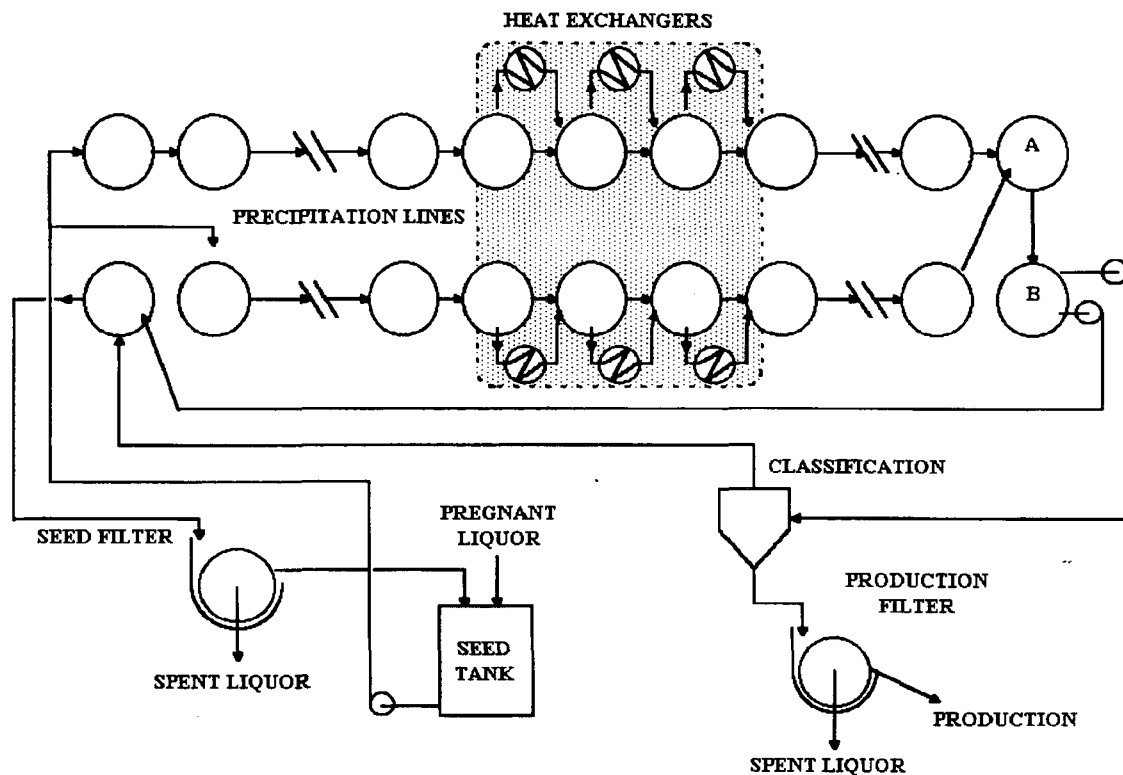 HEAT EXCHANGERS
A
PRECIPITATION LINES
B
CLASSIFICATION
PREGNANT
LIQUOR
SEED FILTER
PRODUCTION
FILTER
SEED
TANK
SPENT LIQUOR
PRODUCTION
SPENT LIQUOR